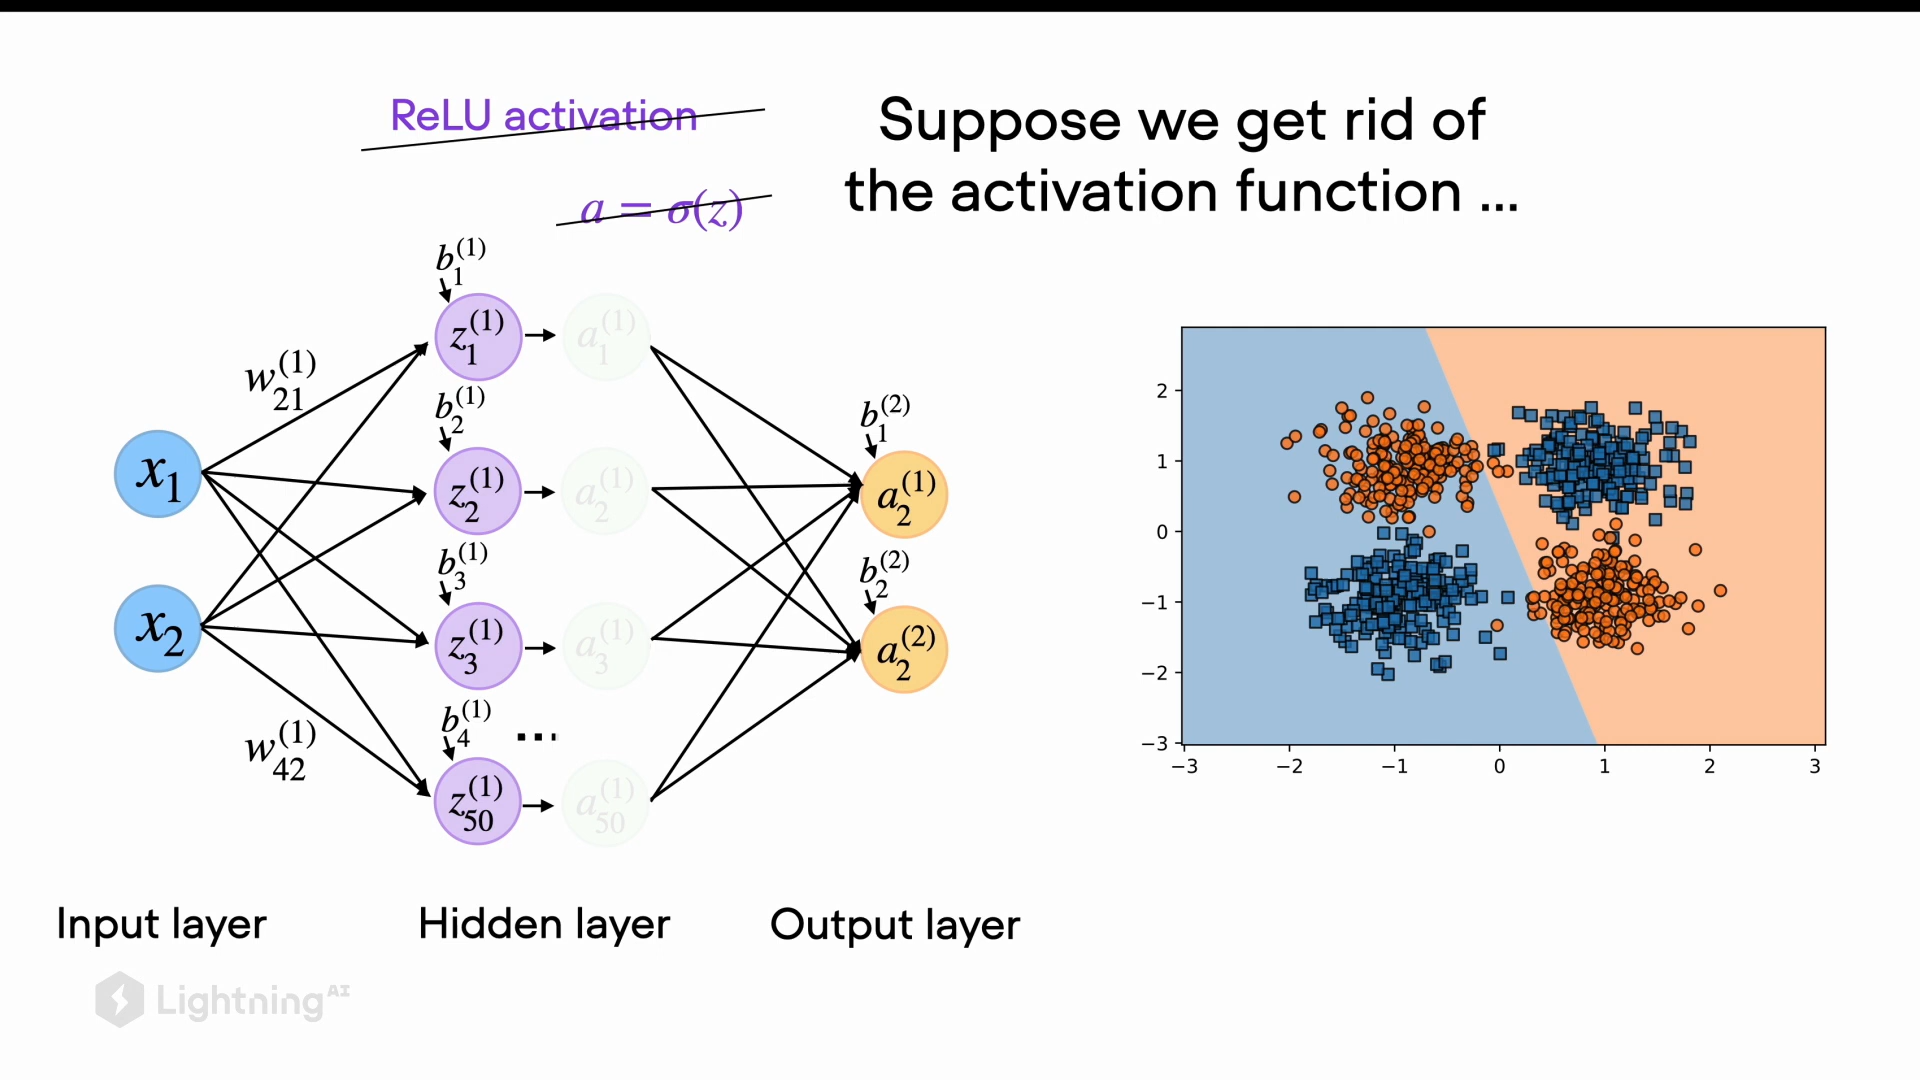 ReLU activation
a = σ(z)
Suppose we get rid of
the activation function ...
b₁⁽¹⁾
z₁⁽¹⁾
a₁⁽¹⁾
w₂₁⁽¹⁾
b₂⁽¹⁾
z₂⁽¹⁾
a₂⁽¹⁾
x₁
b₃⁽¹⁾
z₃⁽¹⁾
a₃⁽¹⁾
x₂
w₄₂⁽¹⁾
b₄⁽¹⁾
...
z₅₀⁽¹⁾
a₅₀⁽¹⁾
b₁⁽²⁾
a₂⁽¹⁾
b₂⁽²⁾
a₂⁽²⁾
2
1
0
−1
−2
−3
−3 −2 −1 0 1 2 3
Input layer
Hidden layer
Output layer
Lightning AI